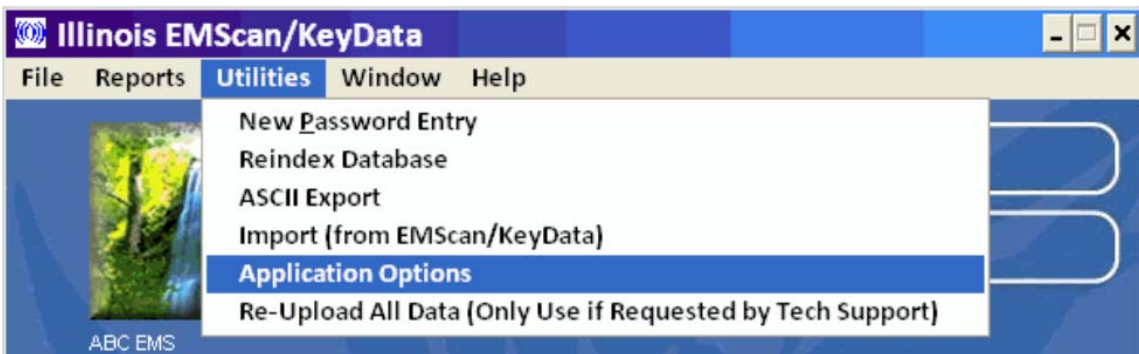 Illinois EMScan/KeyData
File Reports Utilities Window Help
New Password Entry
Reindex Database
ASCII Export
Import (from EMScan/KeyData)
Application Options
Re-Upload All Data (Only Use if Requested by Tech Support)
ABC EMS